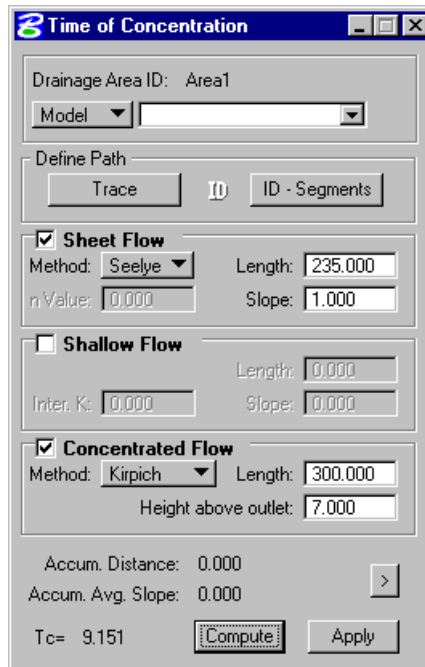 Time of Concentration
Drainage Area ID: Area1
Model
Define Path
Trace ID ID - Segments
Sheet Flow
Method: Seelye Length: 235.000
n Value: 0.000 Slope: 1.000
Shallow Flow
Length: 0.000
Inter. K: 0.000 Slope: 0.000
Concentrated Flow
Method: Kirpich Length: 300.000
Height above outlet: 7.000
Accum. Distance: 0.000
Accum. Avg. Slope: 0.000
>
Tc= 9.151 Compute Apply